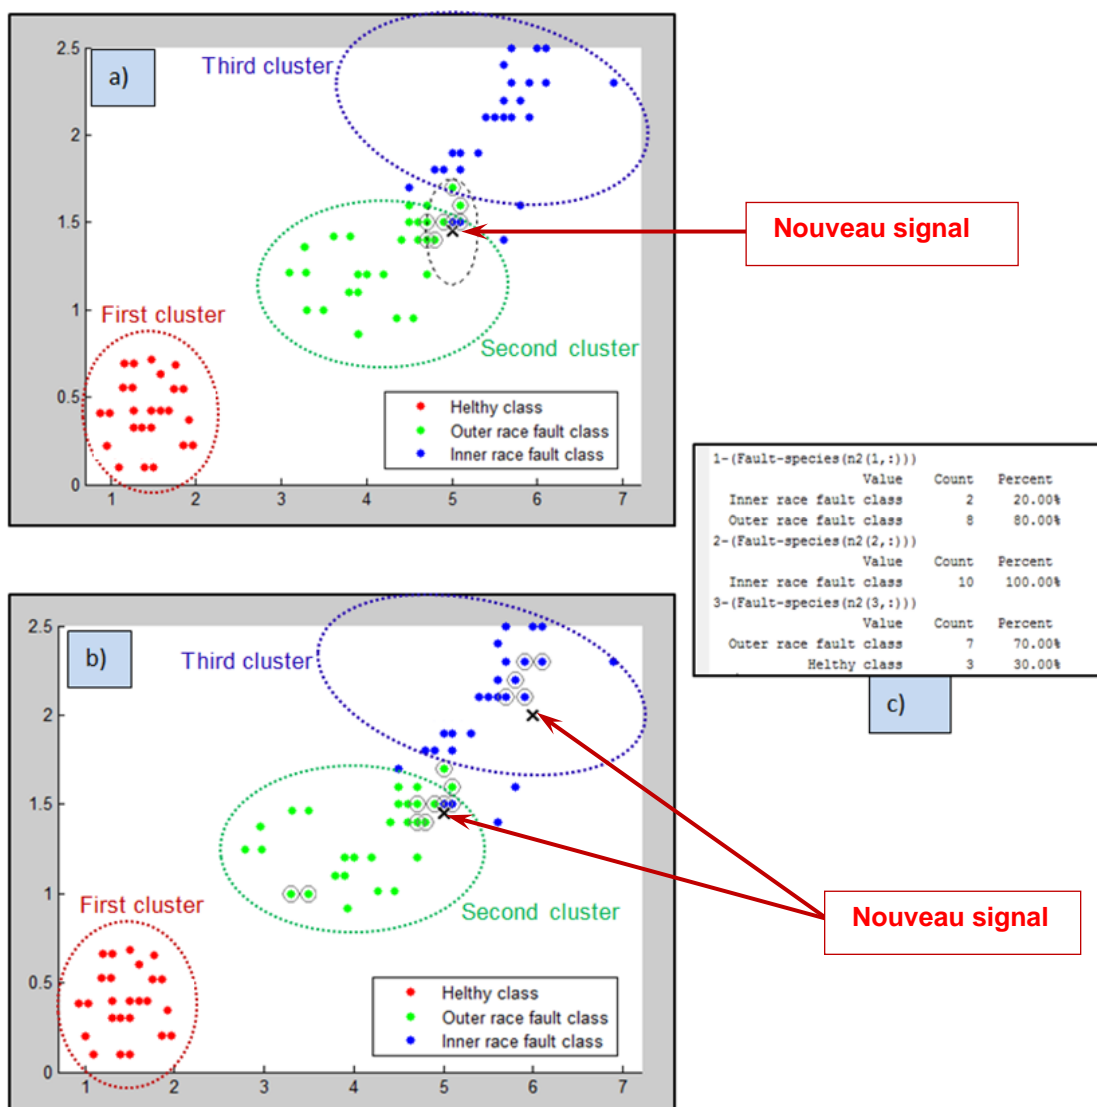 2.5
a)
Third cluster
2
1.5
Nouveau signal
1
First cluster
Second cluster
0.5
Helthy class
Outer race fault class
Inner race fault class
0
1 2 3 4 5 6 7
1-(Fault-species(n2(1,:)))
Value Count Percent
Inner race fault class 2 20.00%
Outer race fault class 8 80.00%
2-(Fault-species(n2(2,:)))
Value Count Percent
Inner race fault class 10 100.00%
3-(Fault-species(n2(3,:)))
Value Count Percent
Outer race fault class 7 70.00%
Helthy class 3 30.00%
c)
2.5
b)
Third cluster
2
1.5
1
First cluster
Second cluster
Nouveau signal
0.5
Helthy class
Outer race fault class
Inner race fault class
0
1 2 3 4 5 6 7